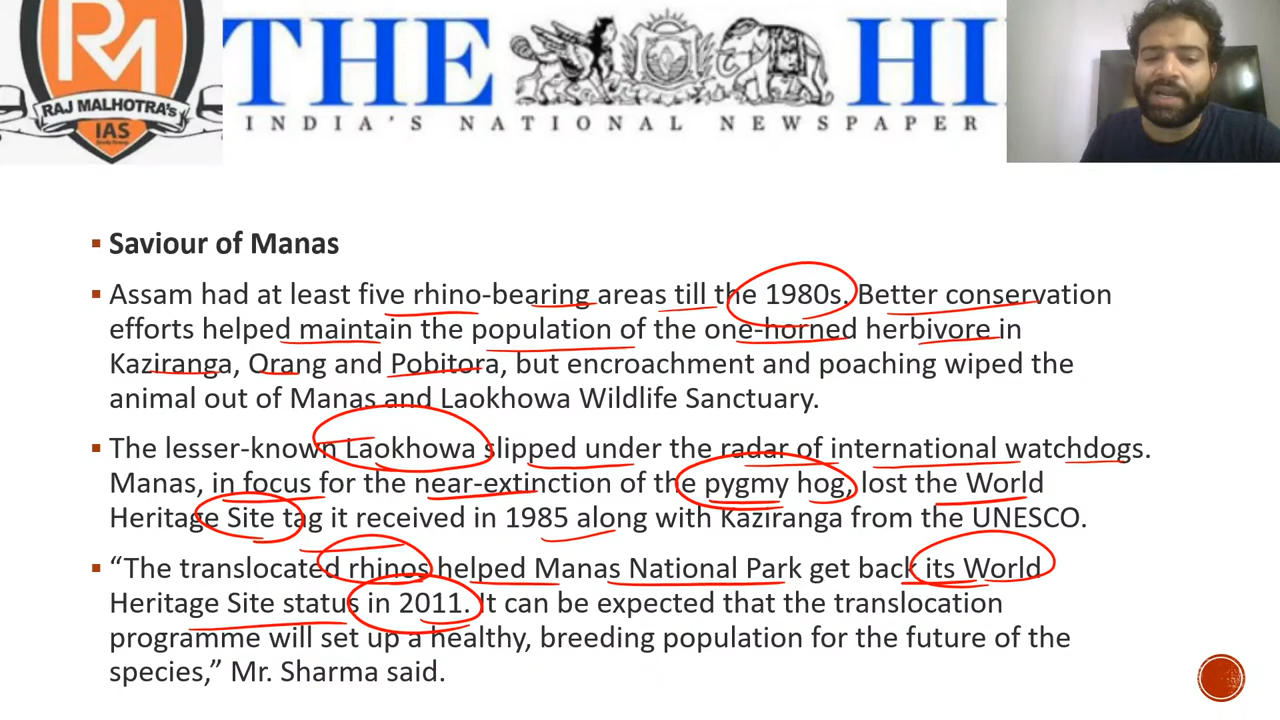 RM
RAJ MALHOTRA's
IAS
THE HI
INDIA'S NATIONAL NEWSPAPER
Saviour of Manas
Assam had at least five rhino-bearing areas till the 1980s. Better conservation
efforts helped maintain the population of the one-horned herbivore in
Kaziranga, Orang and Pobitora, but encroachment and poaching wiped the
animal out of Manas and Laokhowa Wildlife Sanctuary.
The lesser-known Laokhowa slipped under the radar of international watchdogs.
Manas, in focus for the near-extinction of the pygmy hog, lost the World
Heritage Site tag it received in 1985 along with Kaziranga from the UNESCO.
“The translocated rhinos helped Manas National Park get back its World
Heritage Site status in 2011. It can be expected that the translocation
programme will set up a healthy, breeding population for the future of the
species,” Mr. Sharma said.